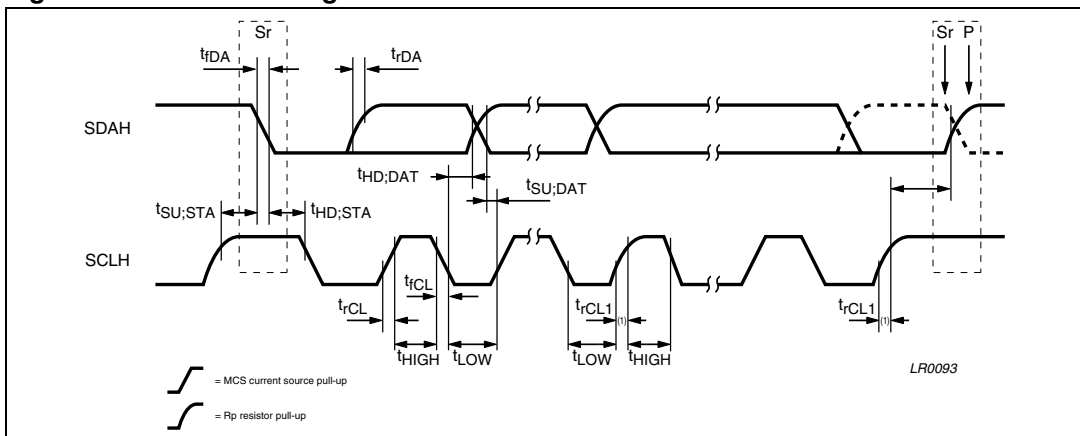 Sr
Sr P
tfDA
trDA
SDAH
tHD;DAT
tSU;DAT
tSU;STA
tHD;STA
SCLH
tfCL
trCL
trCL1
(1)
trCL1
(1)
tHIGH
tLOW
tLOW
tHIGH
LR0093
= MCS current source pull-up
= Rp resistor pull-up